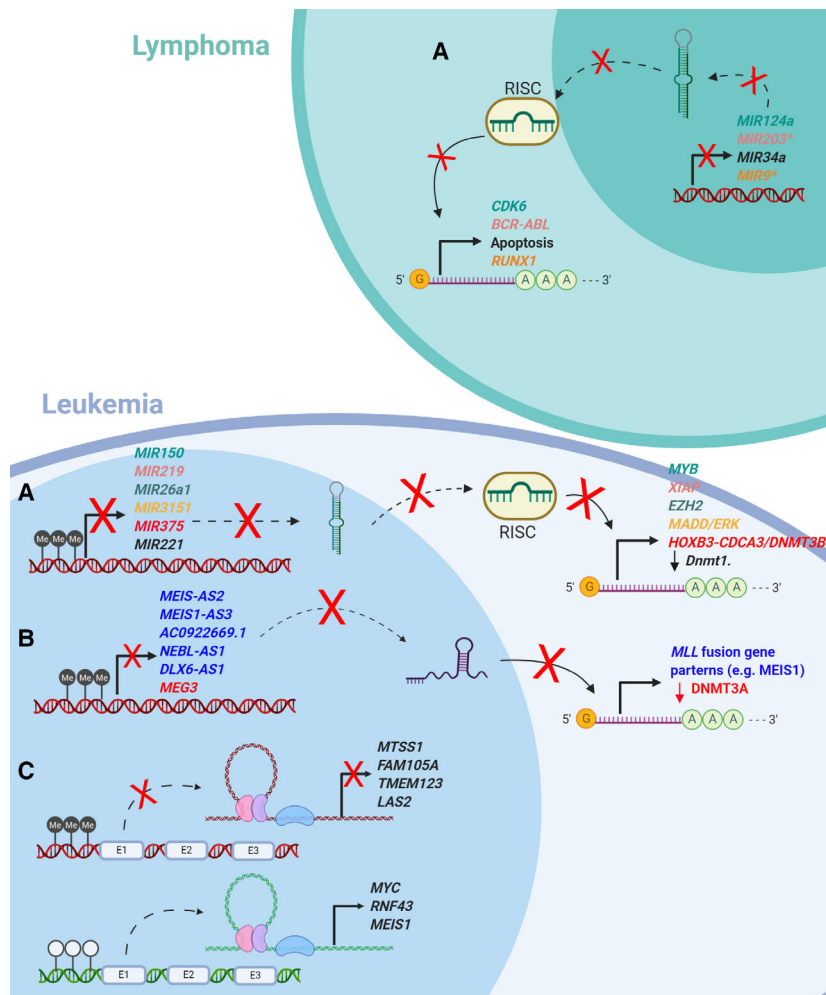 Lymphoma
A
RISC
MIR124a
MIR203*
MIR34a
MIR9*
CDK6
BCR-ABL
Apoptosis
RUNX1
5' G A A A --- 3'
Leukemia
A
MIR150
MIR219
MIR26a1
MIR3151
MIR375
MIR221
Me Me Me
RISC
MYB
XIAP
EZH2
MADD/ERK
HOXB3-CDCA3/DNMT3B
Dnmt1.
5' G A A A --- 3'
B
MEIS-AS2
MEIS1-AS3
AC0922669.1
NEBL-AS1
DLX6-AS1
MEG3
Me Me Me
MLL fusion gene
parterns (e.g. MEIS1)
DNMT3A
5' G A A A --- 3'
C
MTSS1
FAM105A
TMEM123
LAS2
Me Me Me
E1 E2 E3
MYC
RNF43
MEIS1
E1 E2 E3